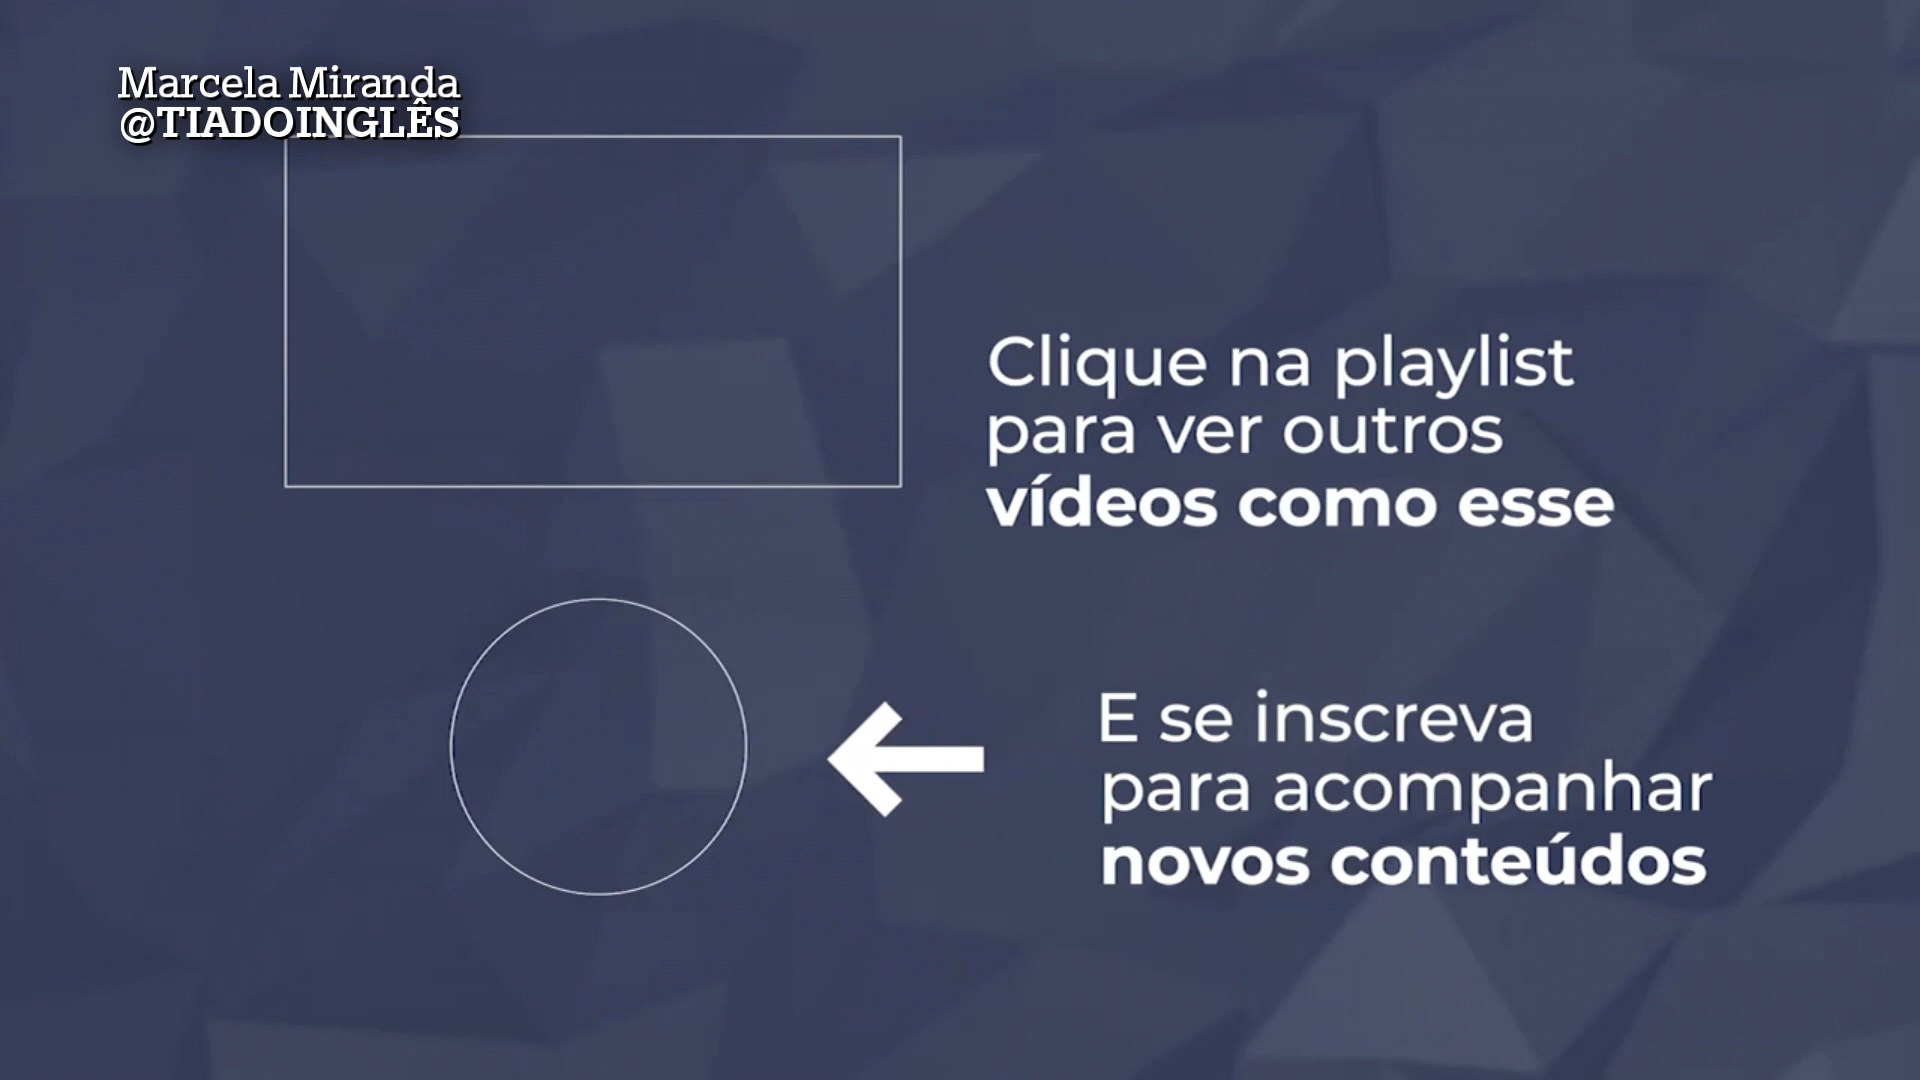 Marcela Miranda
@TIADOINGLÊS
Clique na playlist
para ver outros
vídeos como esse
E se inscreva
para acompanhar
novos conteúdos